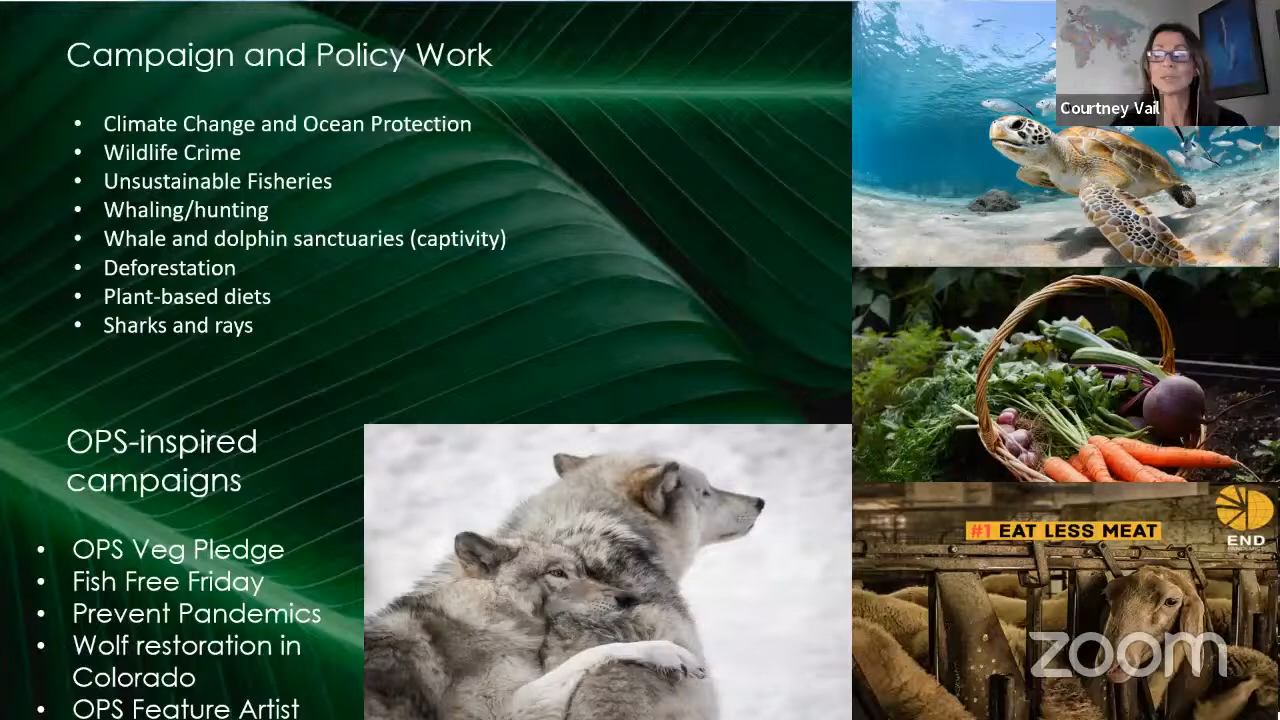 Campaign and Policy Work
• Climate Change and Ocean Protection
• Wildlife Crime
• Unsustainable Fisheries
• Whaling/hunting
• Whale and dolphin sanctuaries (captivity)
• Deforestation
• Plant-based diets
• Sharks and rays
OPS-inspired
campaigns
• OPS Veg Pledge
• Fish Free Friday
• Prevent Pandemics
• Wolf restoration in
Colorado
• OPS Feature Artist
Courtney Vail
#1 EAT LESS MEAT
END
zoom